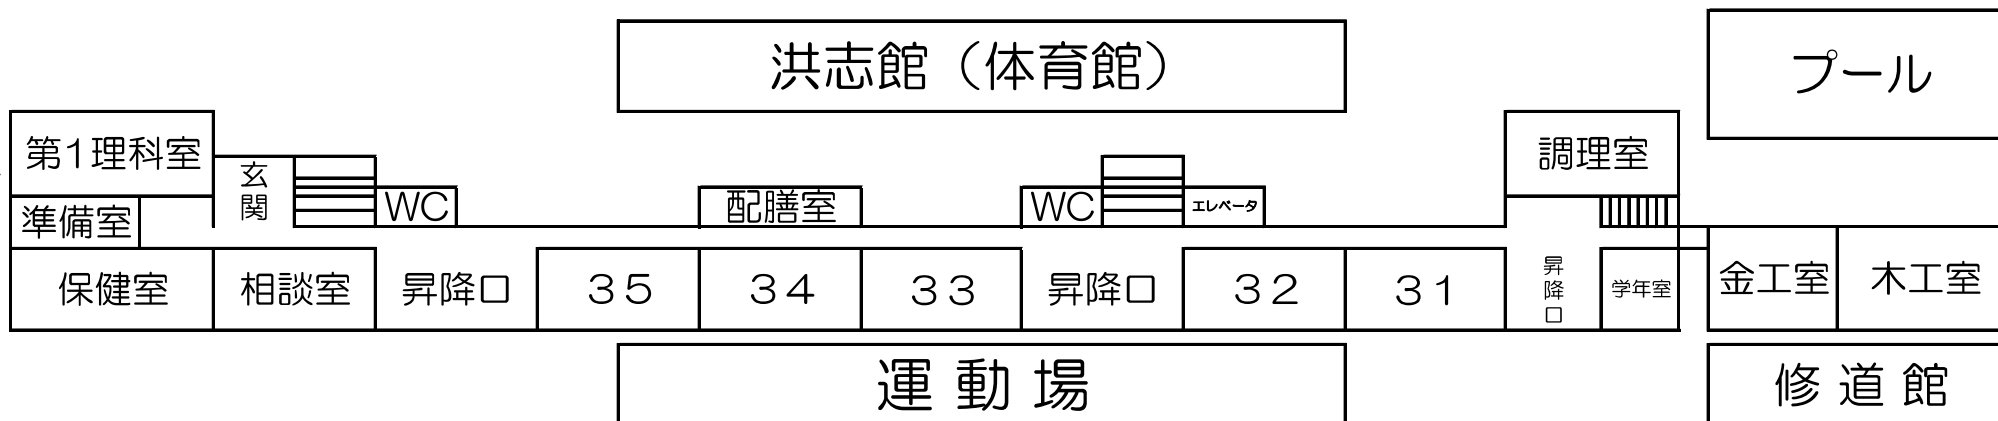 洪志館（体育館）
プール
第１理科室
玄関
調理室
準備室
WC
配膳室
WC
エレベータ
保健室
相談室
昇降口
３５
３４
３３
昇降口
３２
３１
昇降口
学年室
金工室
木工室
運動場
修道館